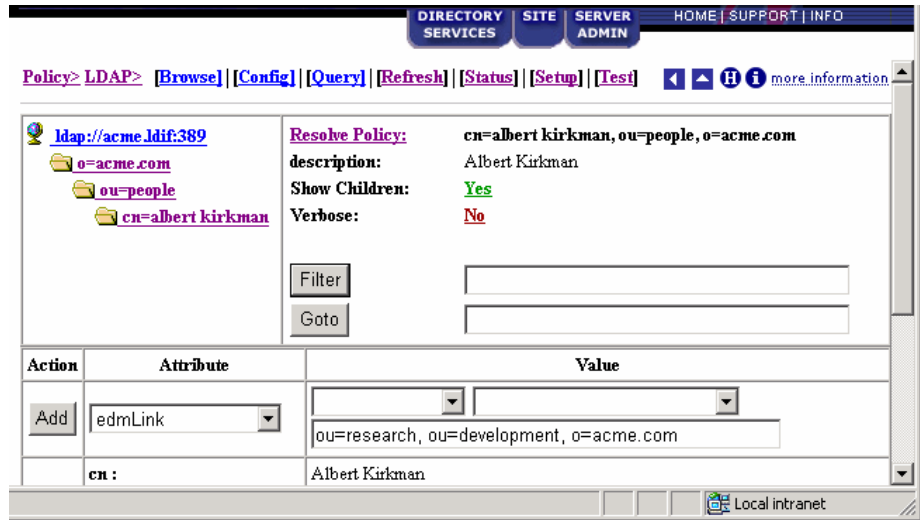 DIRECTORY SERVICES SITE SERVER ADMIN HOME | SUPPORT | INFO
Policy> LDAP> [Browse] | [Config] | [Query] | [Refresh] | [Status] | [Setup] | [Test] more information
ldap://acme.ldif:389
o=acme.com
ou=people
cn=albert kirkman
Resolve Policy: cn=albert kirkman, ou=people, o=acme.com
description: Albert Kirkman
Show Children: Yes
Verbose: No
Filter
Goto
Action Attribute Value
Add edmLink
ou=research, ou=development, o=acme.com
cn : Albert Kirkman
Local intranet